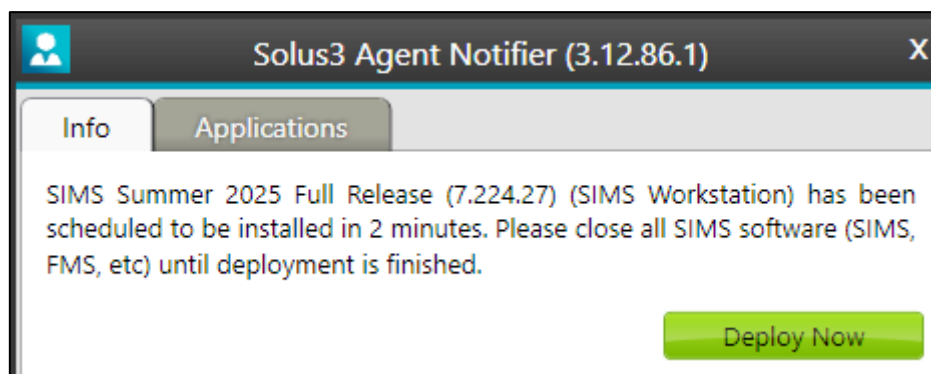 Solus3 Agent Notifier (3.12.86.1) X
Info Applications
SIMS Summer 2025 Full Release (7.224.27) (SIMS Workstation) has been
scheduled to be installed in 2 minutes. Please close all SIMS software (SIMS,
FMS, etc) until deployment is finished.
Deploy Now